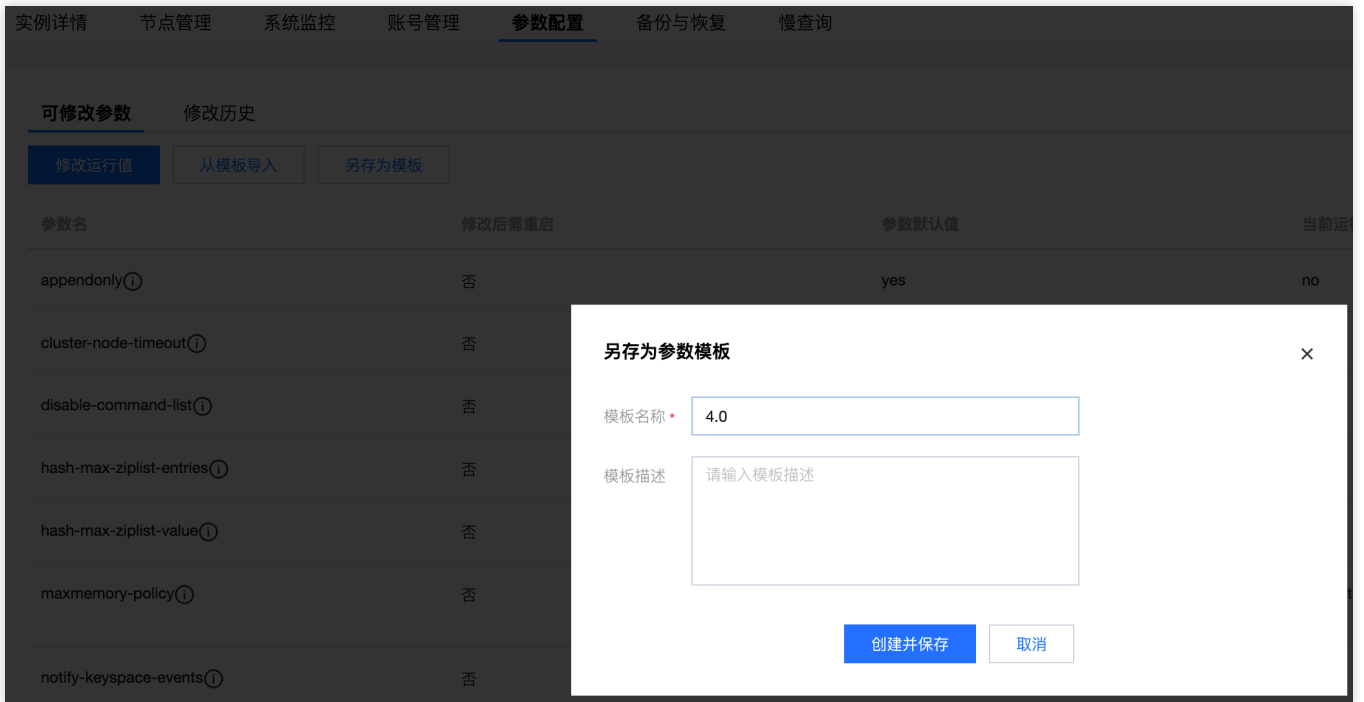 实例详情 节点管理 系统监控 账号管理 参数配置 备份与恢复 慢查询
可修改参数 修改历史
修改运行值 从模板导入 另存为模板
参数名 修改后需重启 参数默认值 当前运
appendonly 否 yes no
cluster-node-timeout 否
disable-command-list 否
hash-max-ziplist-entries 否
hash-max-ziplist-value 否
maxmemory-policy 否
notify-keyspace-events 否
另存为参数模板
模板名称 * 4.0
模板描述 请输入模板描述
创建并保存 取消